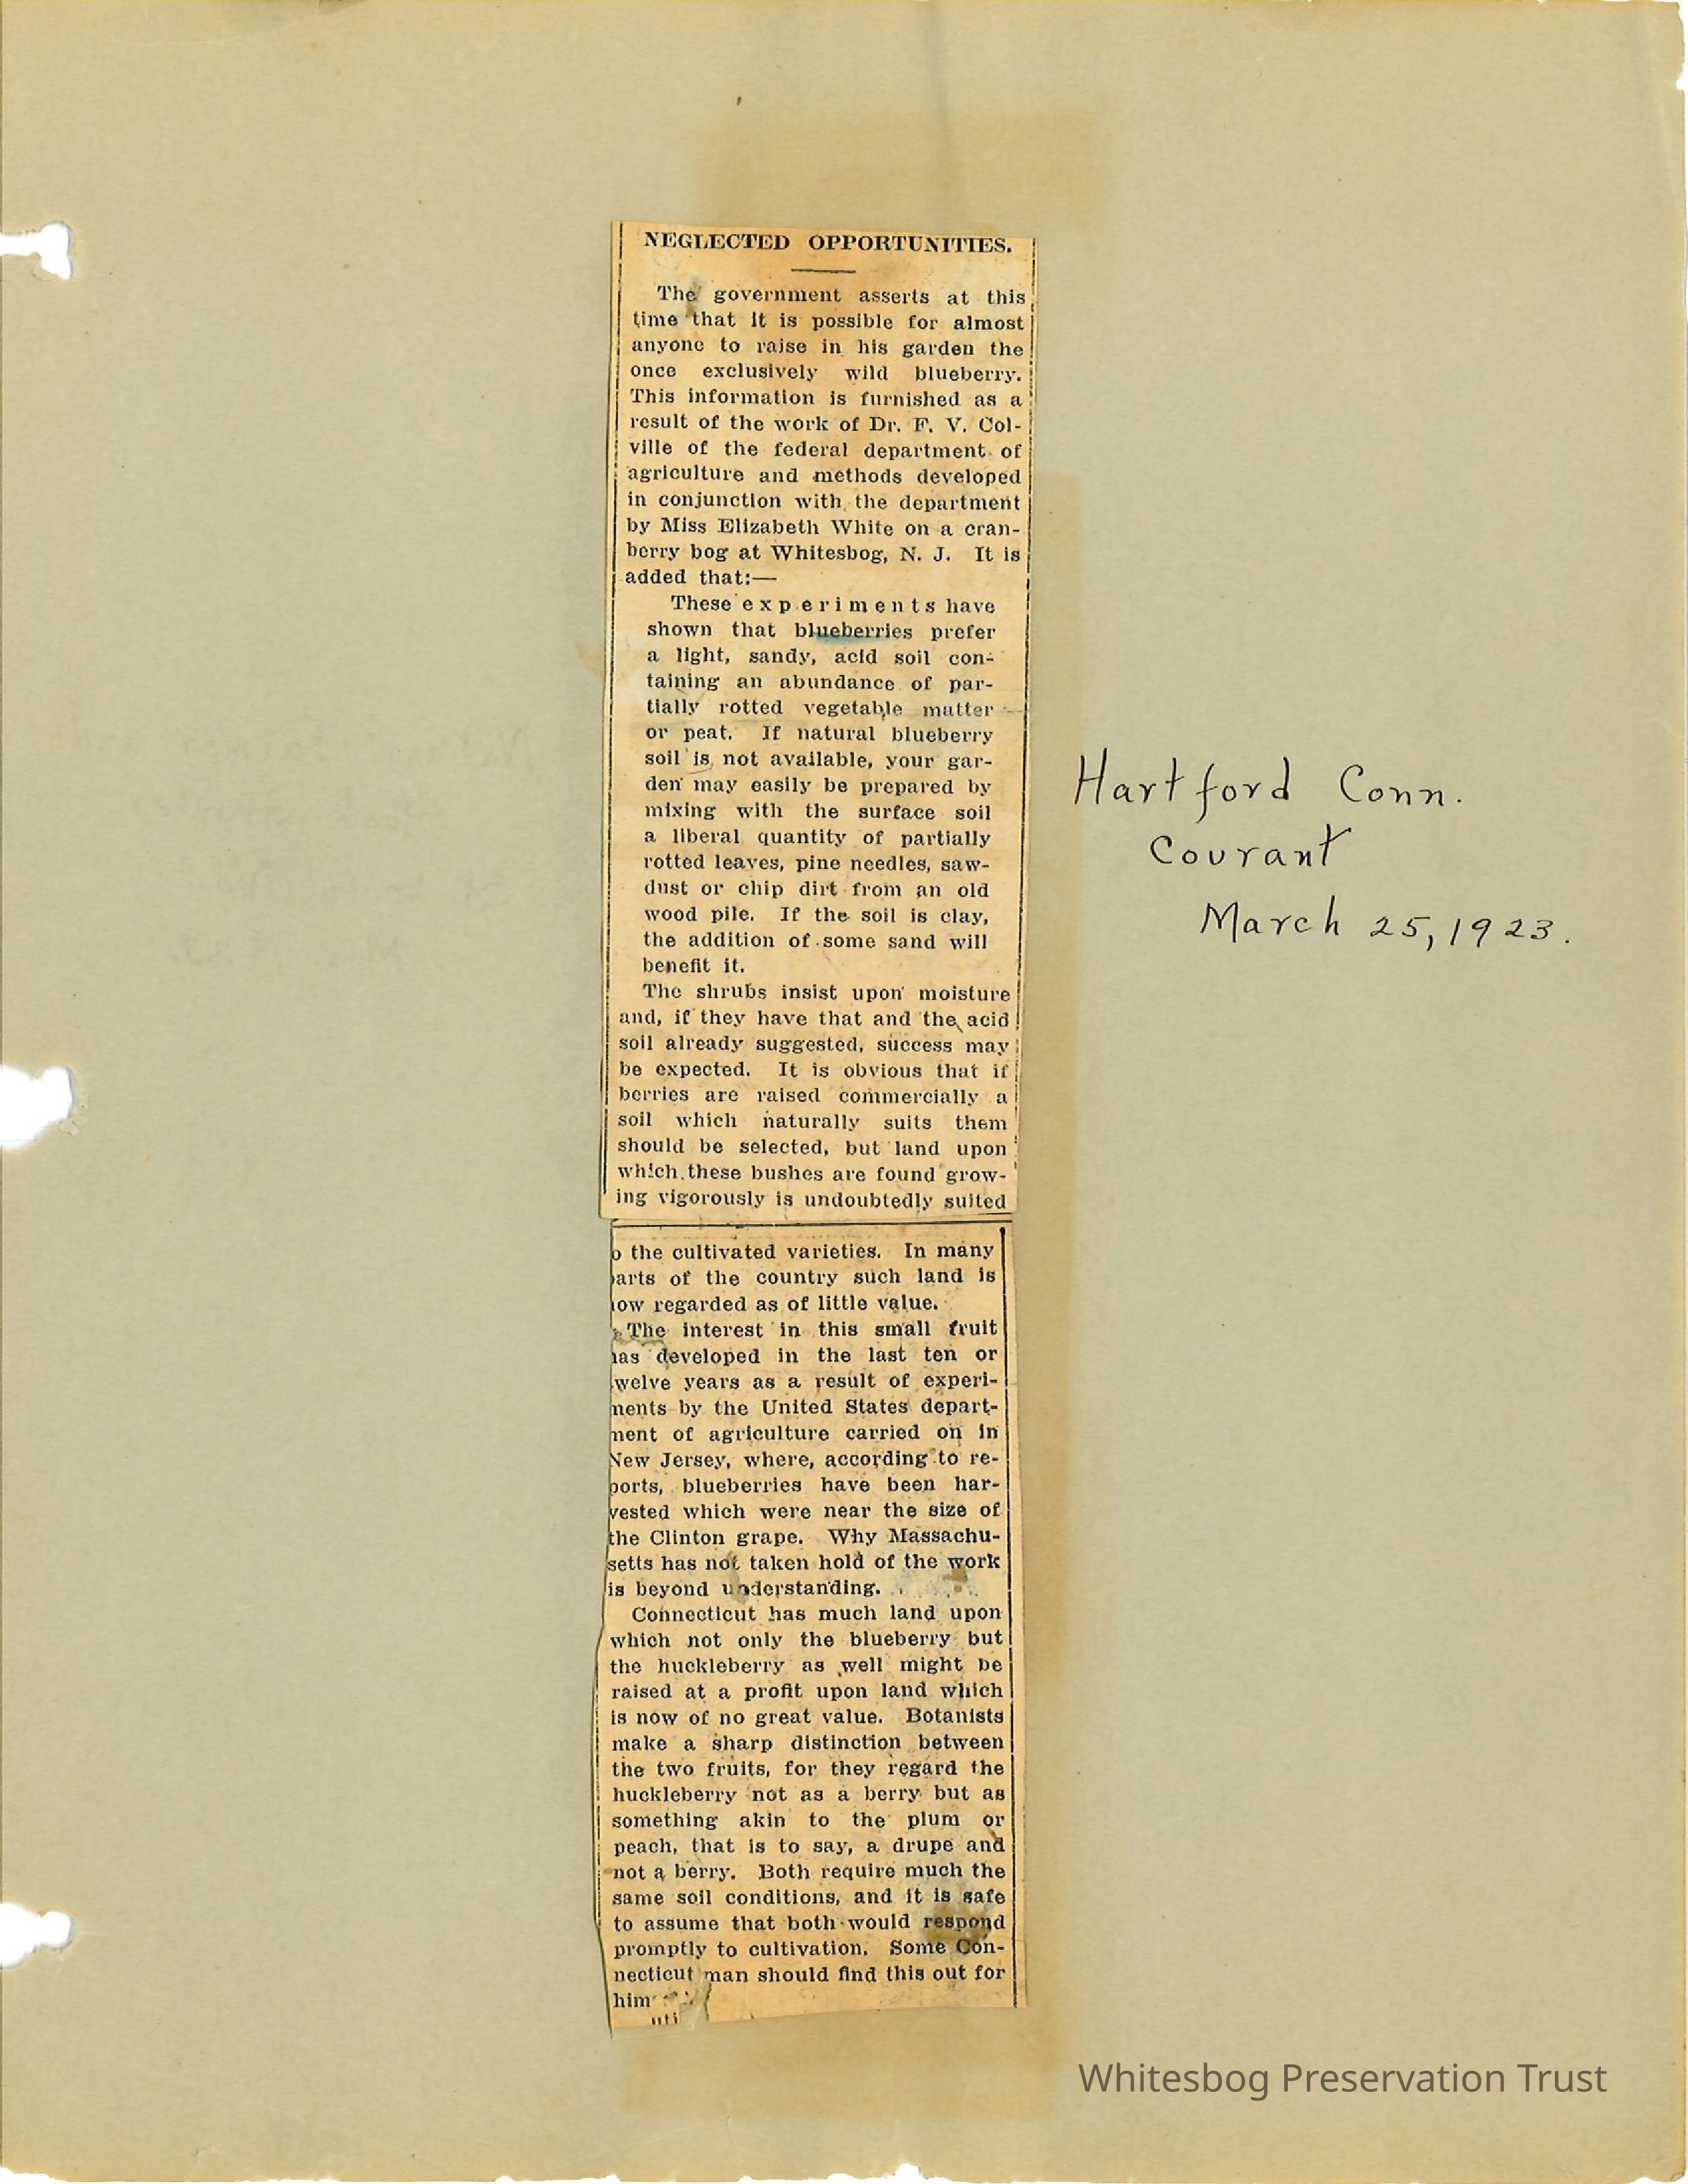 NEGLECTED OPPORTUNITIES.
The government asserts at this
time that it is possible for almost
anyone to raise in his garden the
once exclusively wild blueberry.
This information is furnished as a
result of the work of Dr. F. V. Col-
ville of the federal department of
agriculture and methods developed
in conjunction with the department
by Miss Elizabeth White on a cran-
berry bog at Whitesbog, N. J. It is
added that:—
These experiments have
shown that blueberries prefer
a light, sandy, acid soil con-
taining an abundance of par-
tially rotted vegetable matter
or peat. If natural blueberry
soil is not available, your gar-
den may easily be prepared by
mixing with the surface soil
a liberal quantity of partially
rotted leaves, pine needles, saw-
dust or chip dirt from an old
wood pile. If the soil is clay,
the addition of some sand will
benefit it.
The shrubs insist upon moisture
and, if they have that and the acid
soil already suggested, success may
be expected. It is obvious that if
berries are raised commercially a
soil which naturally suits them
should be selected, but land upon
which these bushes are found grow-
ing vigorously is undoubtedly suited
o the cultivated varieties. In many
arts of the country such land is
ow regarded as of little value.
The interest in this small fruit
has developed in the last ten or
welve years as a result of experi-
ments by the United States depart-
ment of agriculture carried on in
New Jersey, where, according to re-
ports, blueberries have been har-
vested which were near the size of
the Clinton grape. Why Massachu-
setts has not taken hold of the work
is beyond understanding.
Connecticut has much land upon
which not only the blueberry but
the huckleberry as well might be
raised at a profit upon land which
is now of no great value. Botanists
make a sharp distinction between
the two fruits, for they regard the
huckleberry not as a berry but as
something akin to the plum or
peach, that is to say, a drupe and
not a berry. Both require much the
same soil conditions, and it is safe
to assume that both would respond
promptly to cultivation. Some Con-
necticut man should find this out for
him
Hartford Conn.
Courant
March 25, 1923.
Whitesbog Preservation Trust